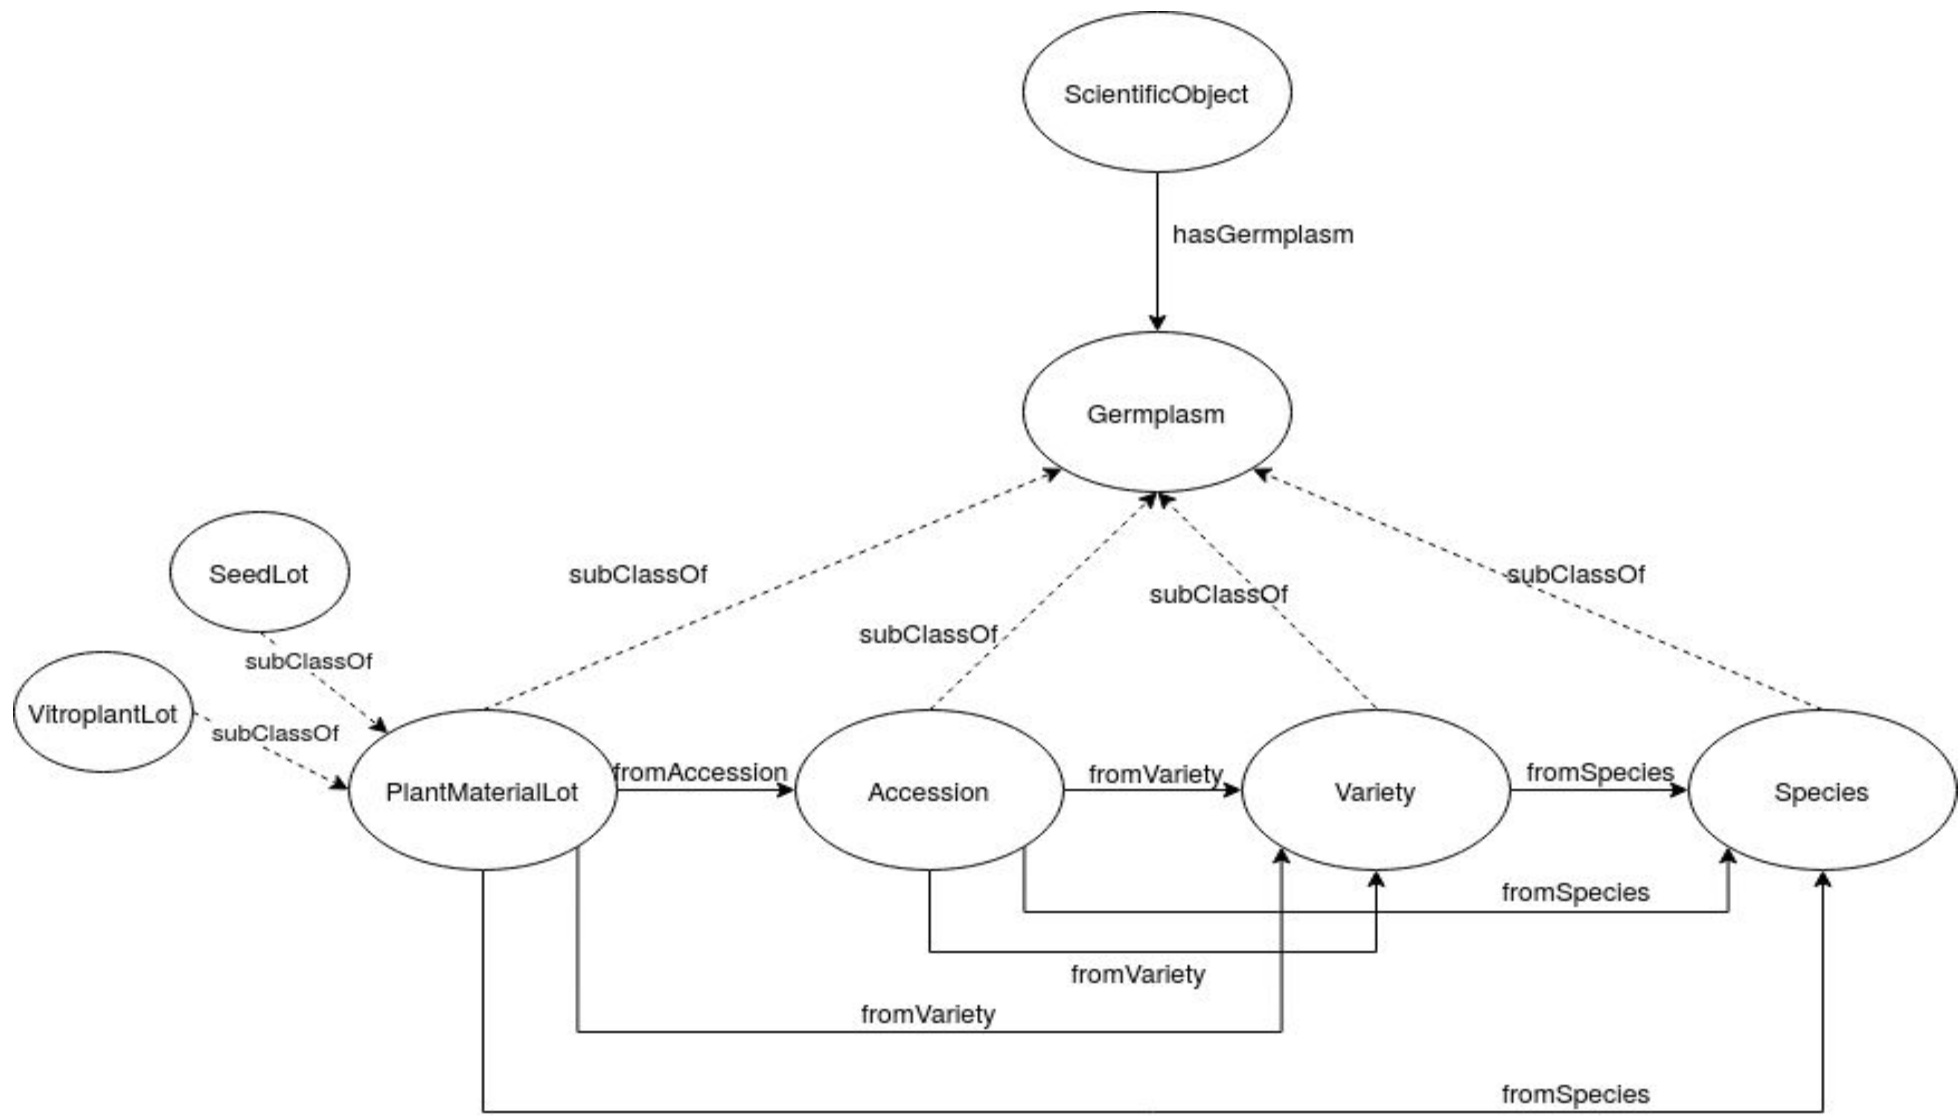 ScientificObject
hasGermplasm
Germplasm
subClassOf
subClassOf
subClassOf
subClassOf
SeedLot
subClassOf
VitroplantLot
subClassOf
PlantMaterialLot
fromAccession
Accession
fromVariety
Variety
fromSpecies
Species
fromSpecies
fromVariety
fromVariety
fromSpecies